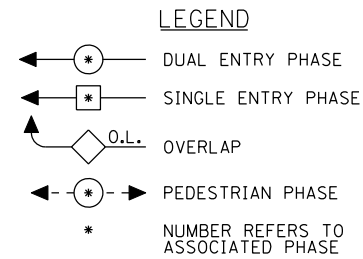 LEGEND
* DUAL ENTRY PHASE
* SINGLE ENTRY PHASE
O.L. OVERLAP
* PEDESTRIAN PHASE
* NUMBER REFERS TO
ASSOCIATED PHASE